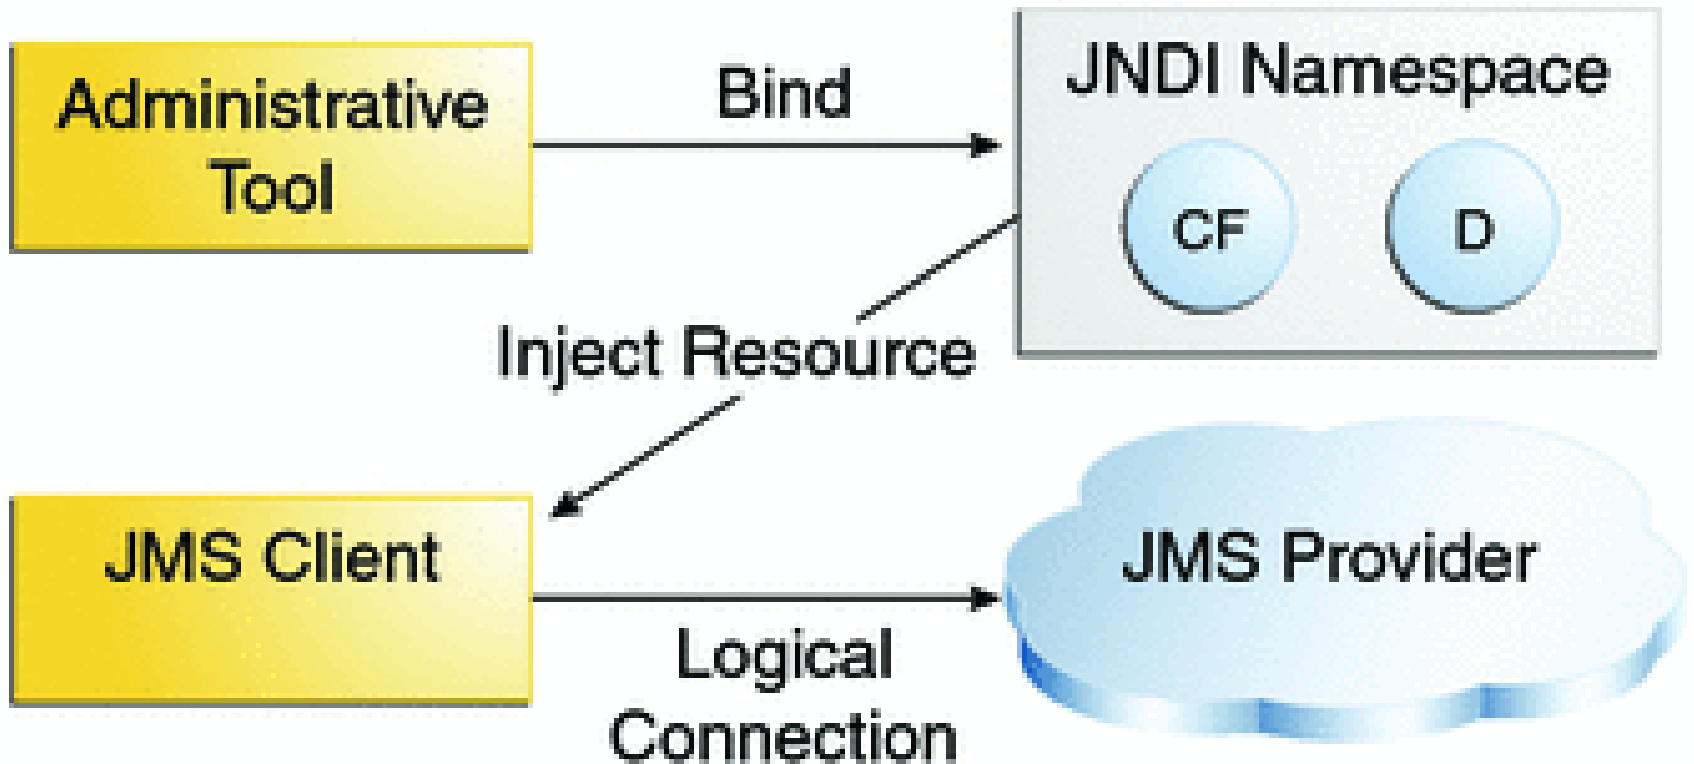 Administrative
Tool
Bind
JNDI Namespace
CF
D
Inject Resource
JMS Client
JMS Provider
Logical
Connection